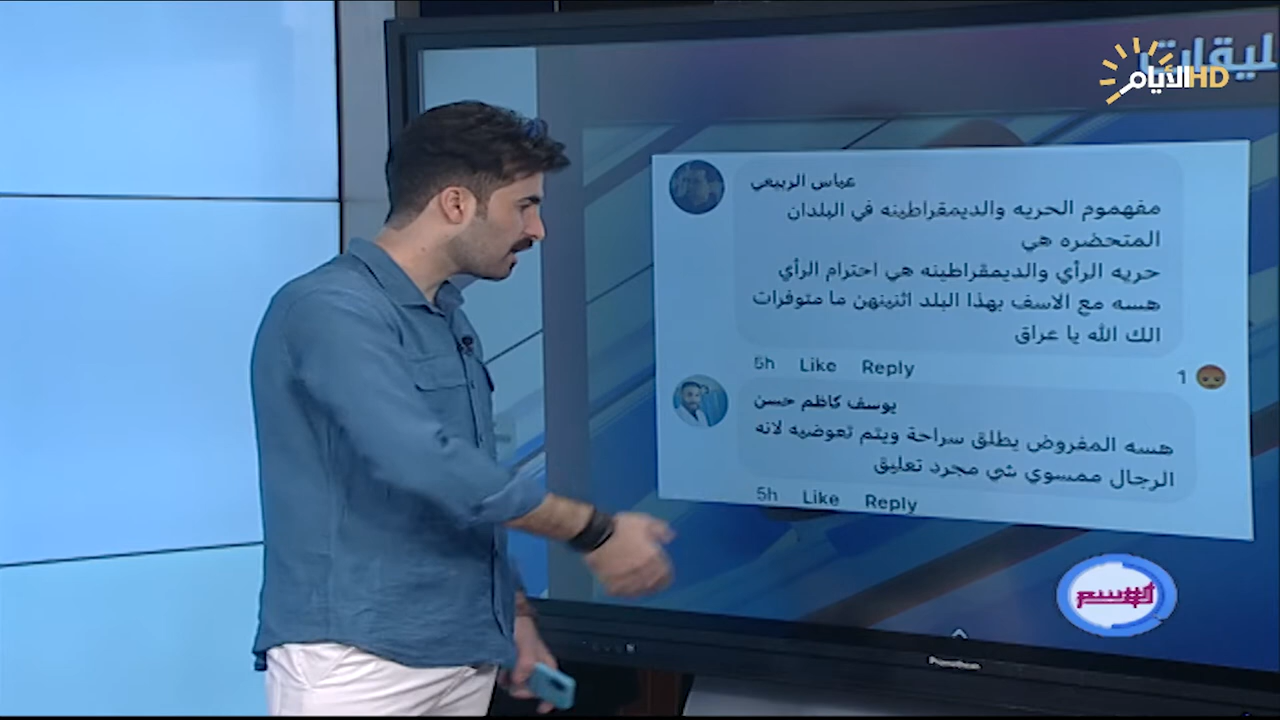 الأيام HD
عباس الربيعي
مفهموم الحريه والديمقراطينه في البلدان
المتحضره هي
حريه الرأي والديمقراطينه هي احترام الرأي
هسه مع الاسف بهذا البلد اثنينهن ما متوفرات
الك الله يا عراق
5h Like Reply
1
يوسف كاظم حسن
هسه المفروض يطلق سراحة ويتم تعوضيه لانه
الرجال ممسوي شي مجرد تعليق
5h Like Reply
Promethean